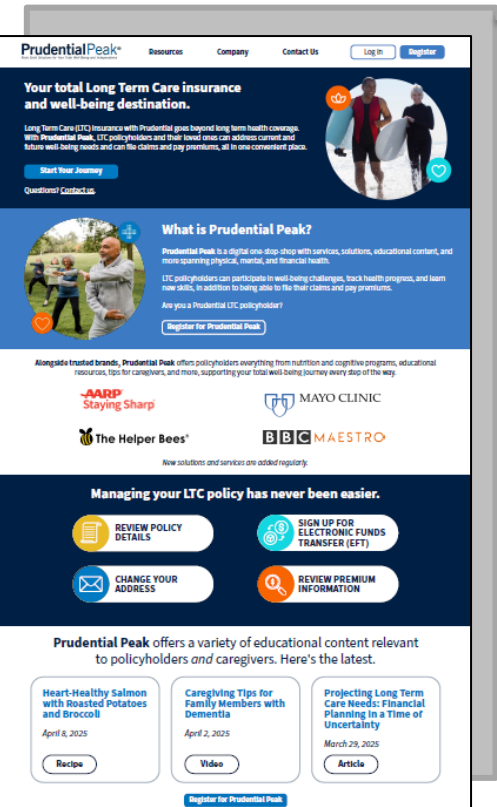 PrudentialPeak®
Resources
Company
Contact Us
Log In
Register
Your total Long Term Care insurance
and well-being destination.
Long Term Care (LTC) insurance with Prudential goes beyond long term health coverage.
With Prudential Peak, LTC policyholders and their loved ones can address current and
future well-being needs and can file claims and pay premiums, all in one convenient place.
Start Your Journey
Questions? Contact us.
What is Prudential Peak?
Prudential Peak is a digital one-stop-shop with services, solutions, educational content, and
more spanning physical, mental, and financial health.
LTC policyholders can participate in well-being challenges, track health progress, and learn
new skills, in addition to being able to file their claims and pay premiums.
Are you a Prudential LTC policyholder?
Register for Prudential Peak
Alongside trusted brands, Prudential Peak offers policyholders everything from nutrition and cognitive programs, educational
resources, tips for caregivers, and more, supporting your total well-being journey every step of the way.
AARP
Staying Sharp
MAYO CLINIC
The Helper Bees®
BBC MAESTRO
New solutions and services are added regularly.
Managing your LTC policy has never been easier.
REVIEW POLICY
DETAILS
SIGN UP FOR
ELECTRONIC FUNDS
TRANSFER (EFT)
CHANGE YOUR
ADDRESS
REVIEW PREMIUM
INFORMATION
Prudential Peak offers a variety of educational content relevant
to policyholders and caregivers. Here's the latest.
Heart-Healthy Salmon
with Roasted Potatoes
and Broccoli
April 8, 2025
Recipe
Caregiving Tips for
Family Members with
Dementia
April 2, 2025
Video
Projecting Long Term
Care Needs: Financial
Planning in a Time of
Uncertainty
March 29, 2025
Article
Register for Prudential Peak